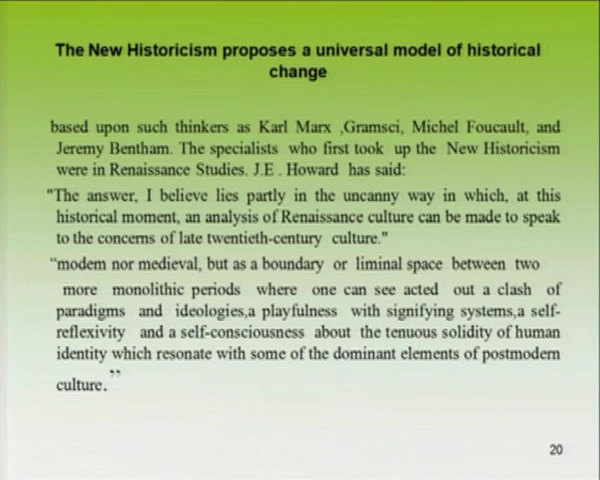 The New Historicism proposes a universal model of historical
change
based upon such thinkers as Karl Marx ,Gramsci, Michel Foucault, and
Jeremy Bentham. The specialists who first took up the New Historicism
were in Renaissance Studies. J.E . Howard has said:
"The answer, I believe lies partly in the uncanny way in which, at this
historical moment, an analysis of Renaissance culture can be made to speak
to the concerns of late twentieth-century culture."
“modem nor medieval, but as a boundary or liminal space between two
more monolithic periods where one can see acted out a clash of
paradigms and ideologies,a playfulness with signifying systems,a self-
reflexivity and a self-consciousness about the tenuous solidity of human
identity which resonate with some of the dominant elements of postmodem
culture.”
20